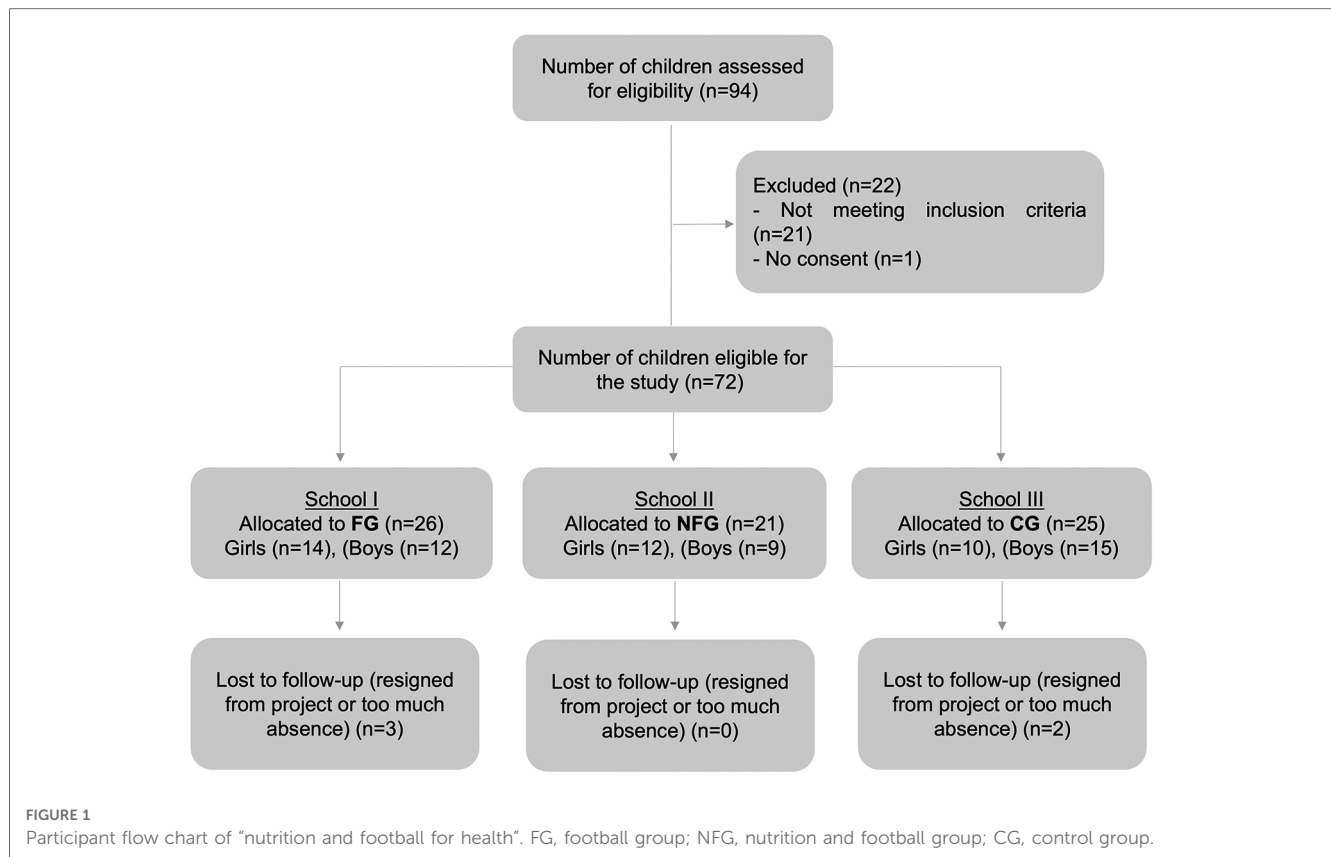 Number of children assessed
for eligibility (n=94)
Excluded (n=22)
- Not meeting inclusion criteria
(n=21)
- No consent (n=1)
Number of children eligible for
the study (n=72)
School I
Allocated to FG (n=26)
Girls (n=14), (Boys (n=12)
School II
Allocated to NFG (n=21)
Girls (n=12), (Boys (n=9)
School III
Allocated to CG (n=25)
Girls (n=10), (Boys (n=15)
Lost to follow-up (resigned
from project or too much
absence) (n=3)
Lost to follow-up (resigned
from project or too much
absence) (n=0)
Lost to follow-up (resigned
from project or too much
absence) (n=2)
FIGURE 1
Participant flow chart of “nutrition and football for health”. FG, football group; NFG, nutrition and football group; CG, control group.